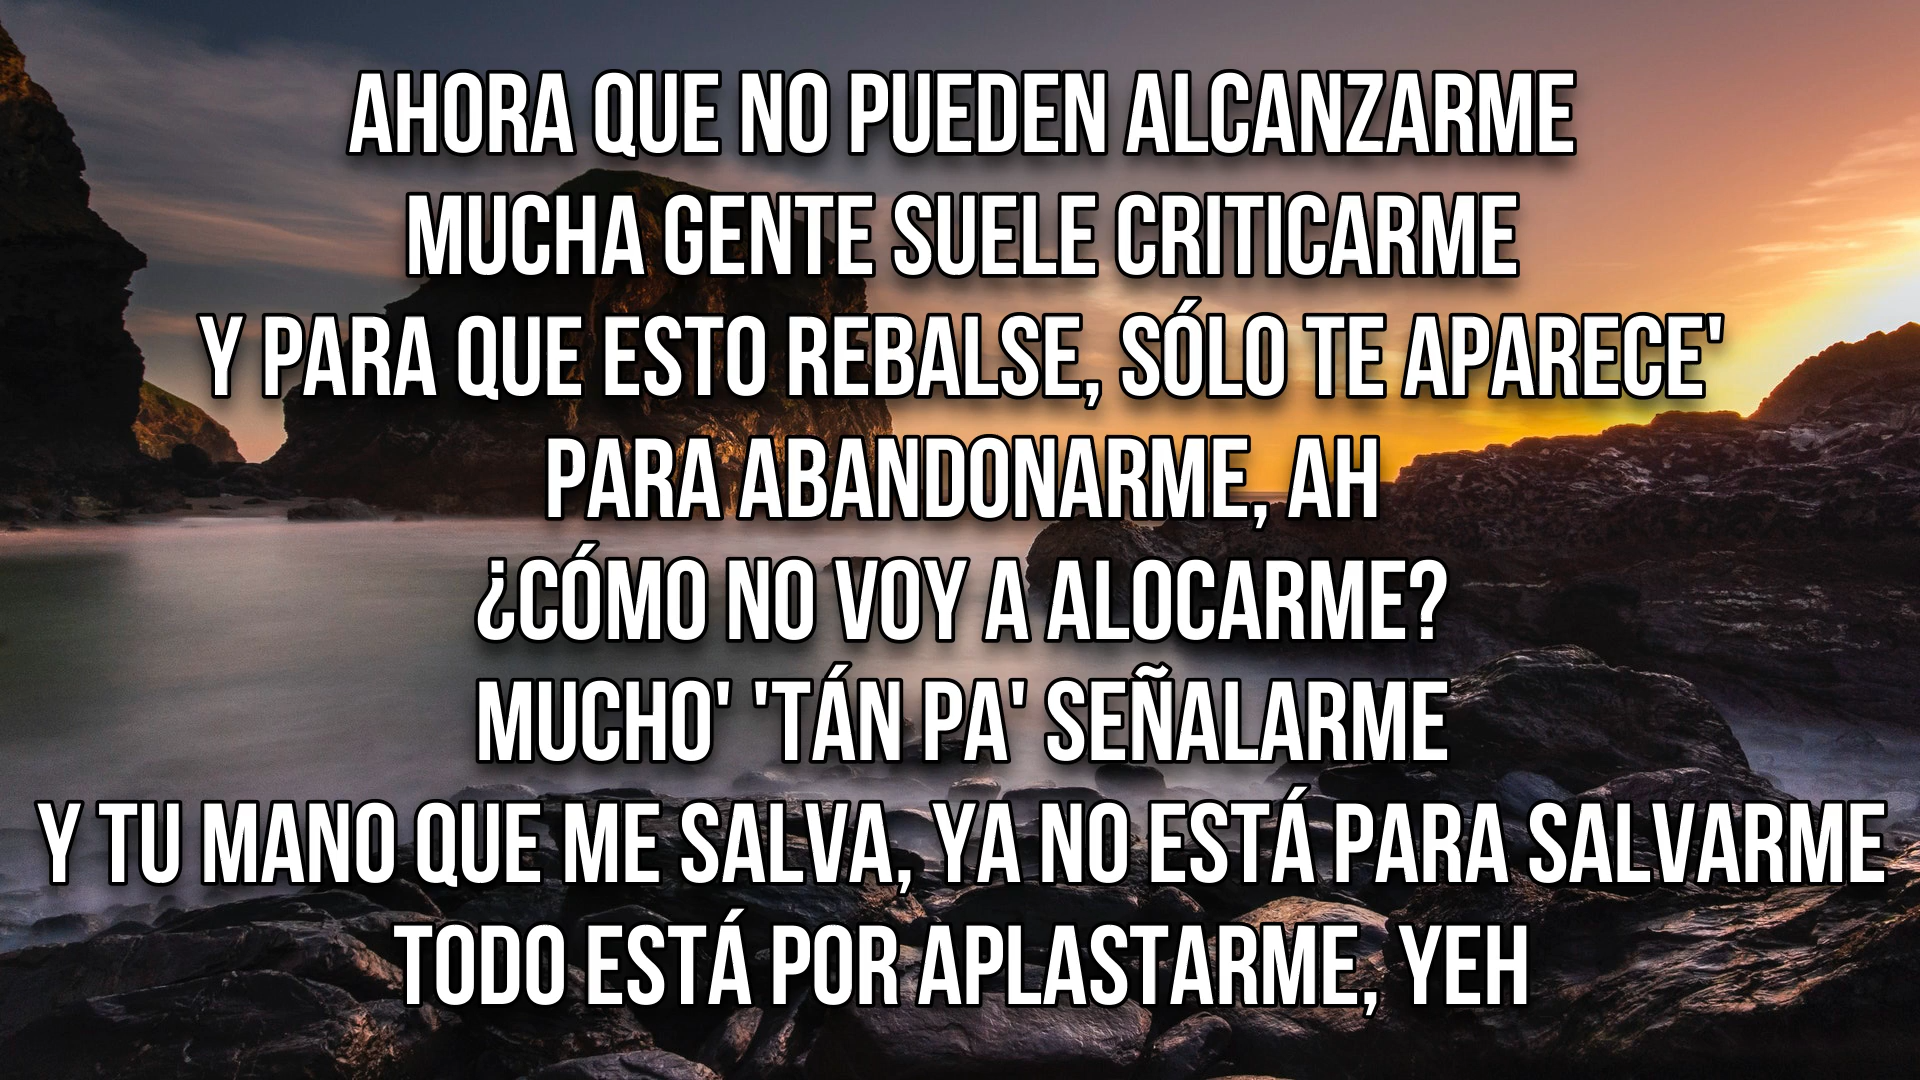 AHORA QUE NO PUEDEN ALCANZARME
MUCHA GENTE SUELE CRITICARME
Y PARA QUE ESTO REBALSE, SÓLO TE APARECE'
PARA ABANDONARME, AH
¿CÓMO NO VOY A ALOCARME?
MUCHO' 'TÁN PA' SEÑALARME
Y TU MANO QUE ME SALVA, YA NO ESTÁ PARA SALVARME
TODO ESTÁ POR APLASTARME, YEH